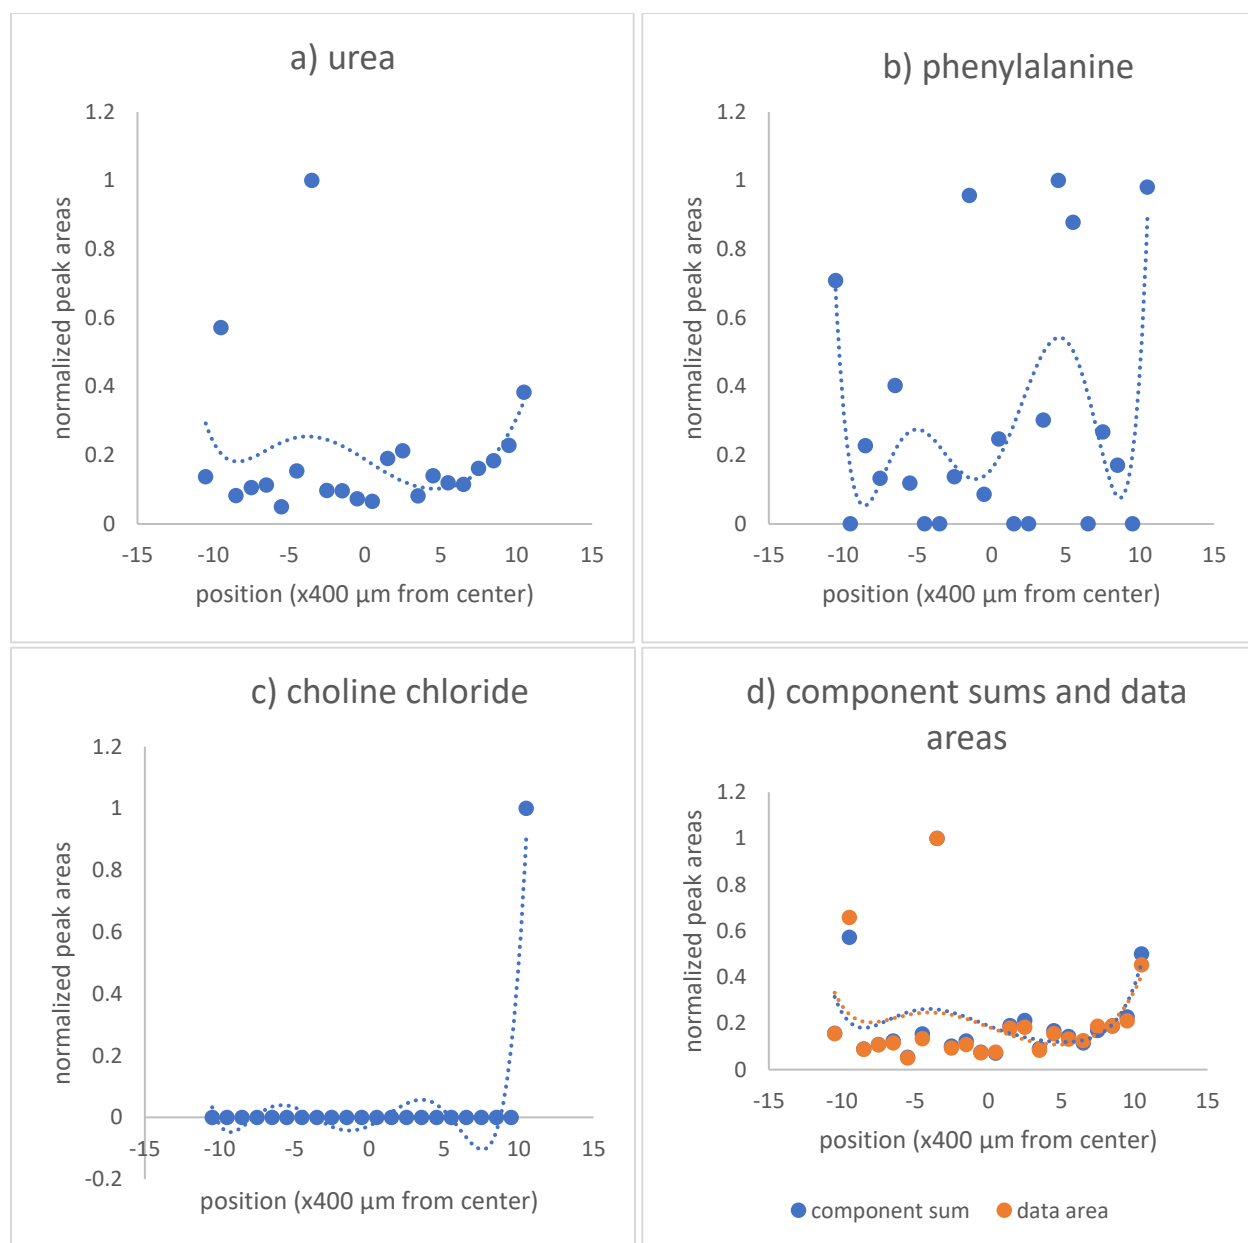 a) urea
1.2
1
0.8
0.6
0.4
0.2
0
-15 -10 -5 0 5 10 15
normalized peak areas
position (x400 µm from center)
b) phenylalanine
1.2
1
0.8
0.6
0.4
0.2
0
-15 -10 -5 0 5 10 15
normalized peak areas
position (x400 µm from center)
c) choline chloride
1.2
1
0.8
0.6
0.4
0.2
0
-0.2
-15 -10 -5 0 5 10 15
normalized peak areas
position (x400 µm from center)
d) component sums and data
areas
1.2
1
0.8
0.6
0.4
0.2
0
-15 -10 -5 0 5 10 15
normalized peak areas
position (x400 µm from center)
component sum data area